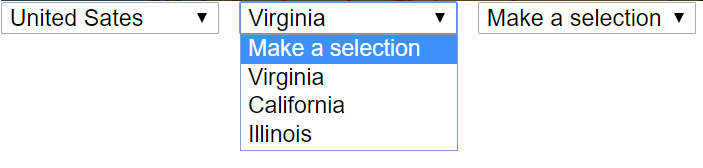 United Sates Virginia Make a selection
Make a selection
Virginia
California
Illinois